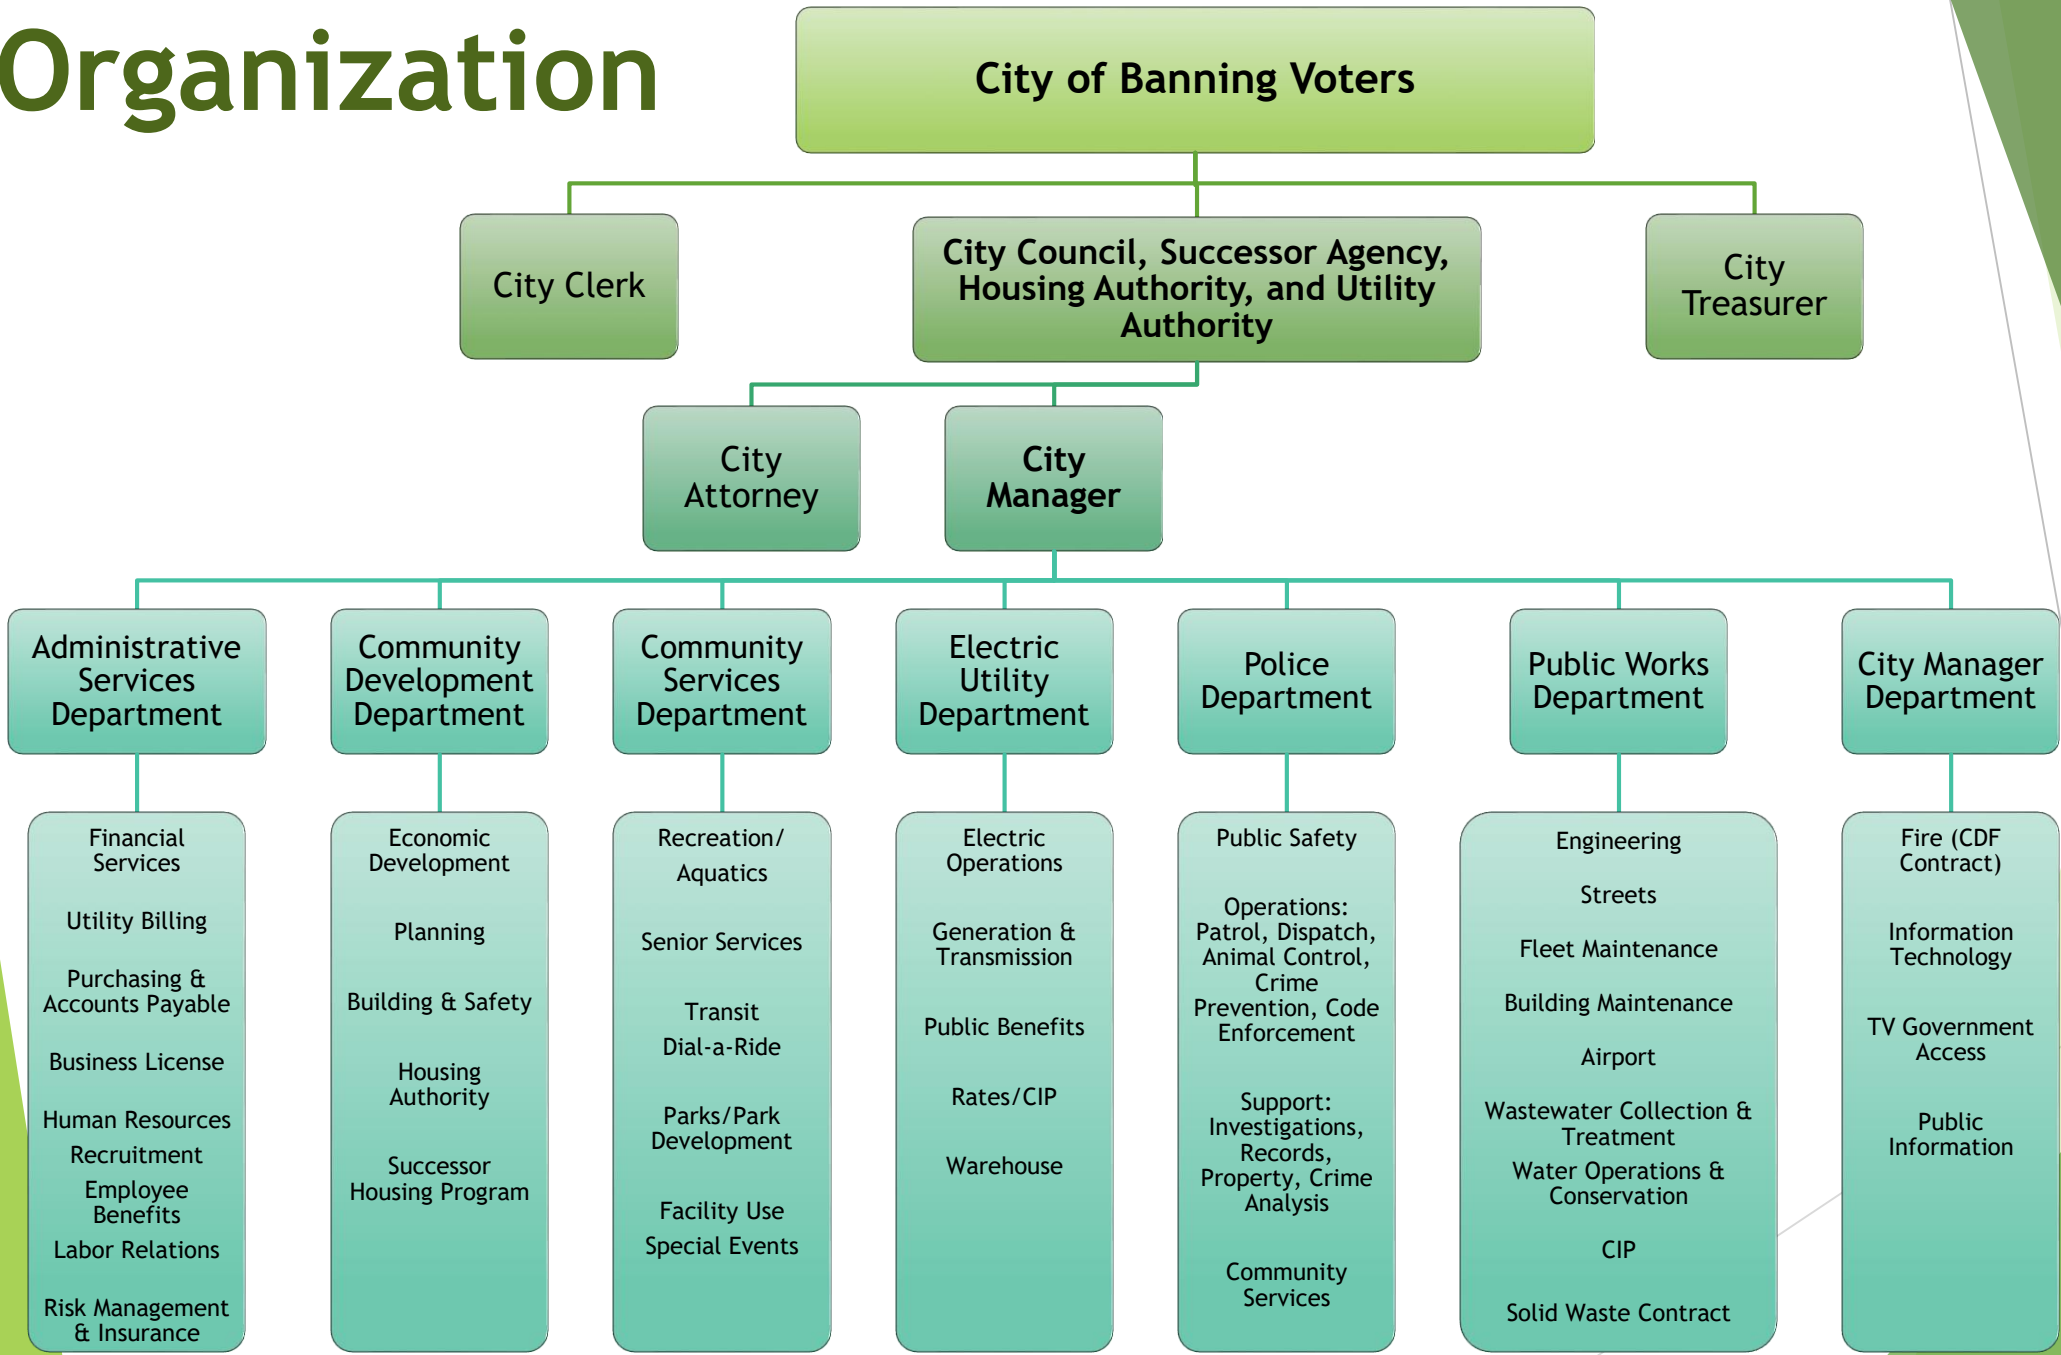 Organization
City of Banning Voters
City Clerk
City Council, Successor Agency,
Housing Authority, and Utility
Authority
City
Treasurer
City
Attorney
City
Manager
Administrative
Services
Department
Community
Development
Department
Community
Services
Department
Electric
Utility
Department
Police
Department
Public Works
Department
City Manager
Department
Financial
Services
Utility Billing
Purchasing &
Accounts Payable
Business License
Human Resources
Recruitment
Employee
Benefits
Labor Relations
Risk Management
& Insurance
Economic
Development
Planning
Building & Safety
Housing
Authority
Successor
Housing Program
Recreation/
Aquatics
Senior Services
Transit
Dial-a-Ride
Parks/Park
Development
Facility Use
Special Events
Electric
Operations
Generation &
Transmission
Public Benefits
Rates/CIP
Warehouse
Public Safety
Operations:
Patrol, Dispatch,
Animal Control,
Crime
Prevention, Code
Enforcement
Support:
Investigations,
Records,
Property, Crime
Analysis
Community
Services
Engineering
Streets
Fleet Maintenance
Building Maintenance
Airport
Wastewater Collection &
Treatment
Water Operations &
Conservation
CIP
Solid Waste Contract
Fire (CDF
Contract)
Information
Technology
TV Government
Access
Public
Information